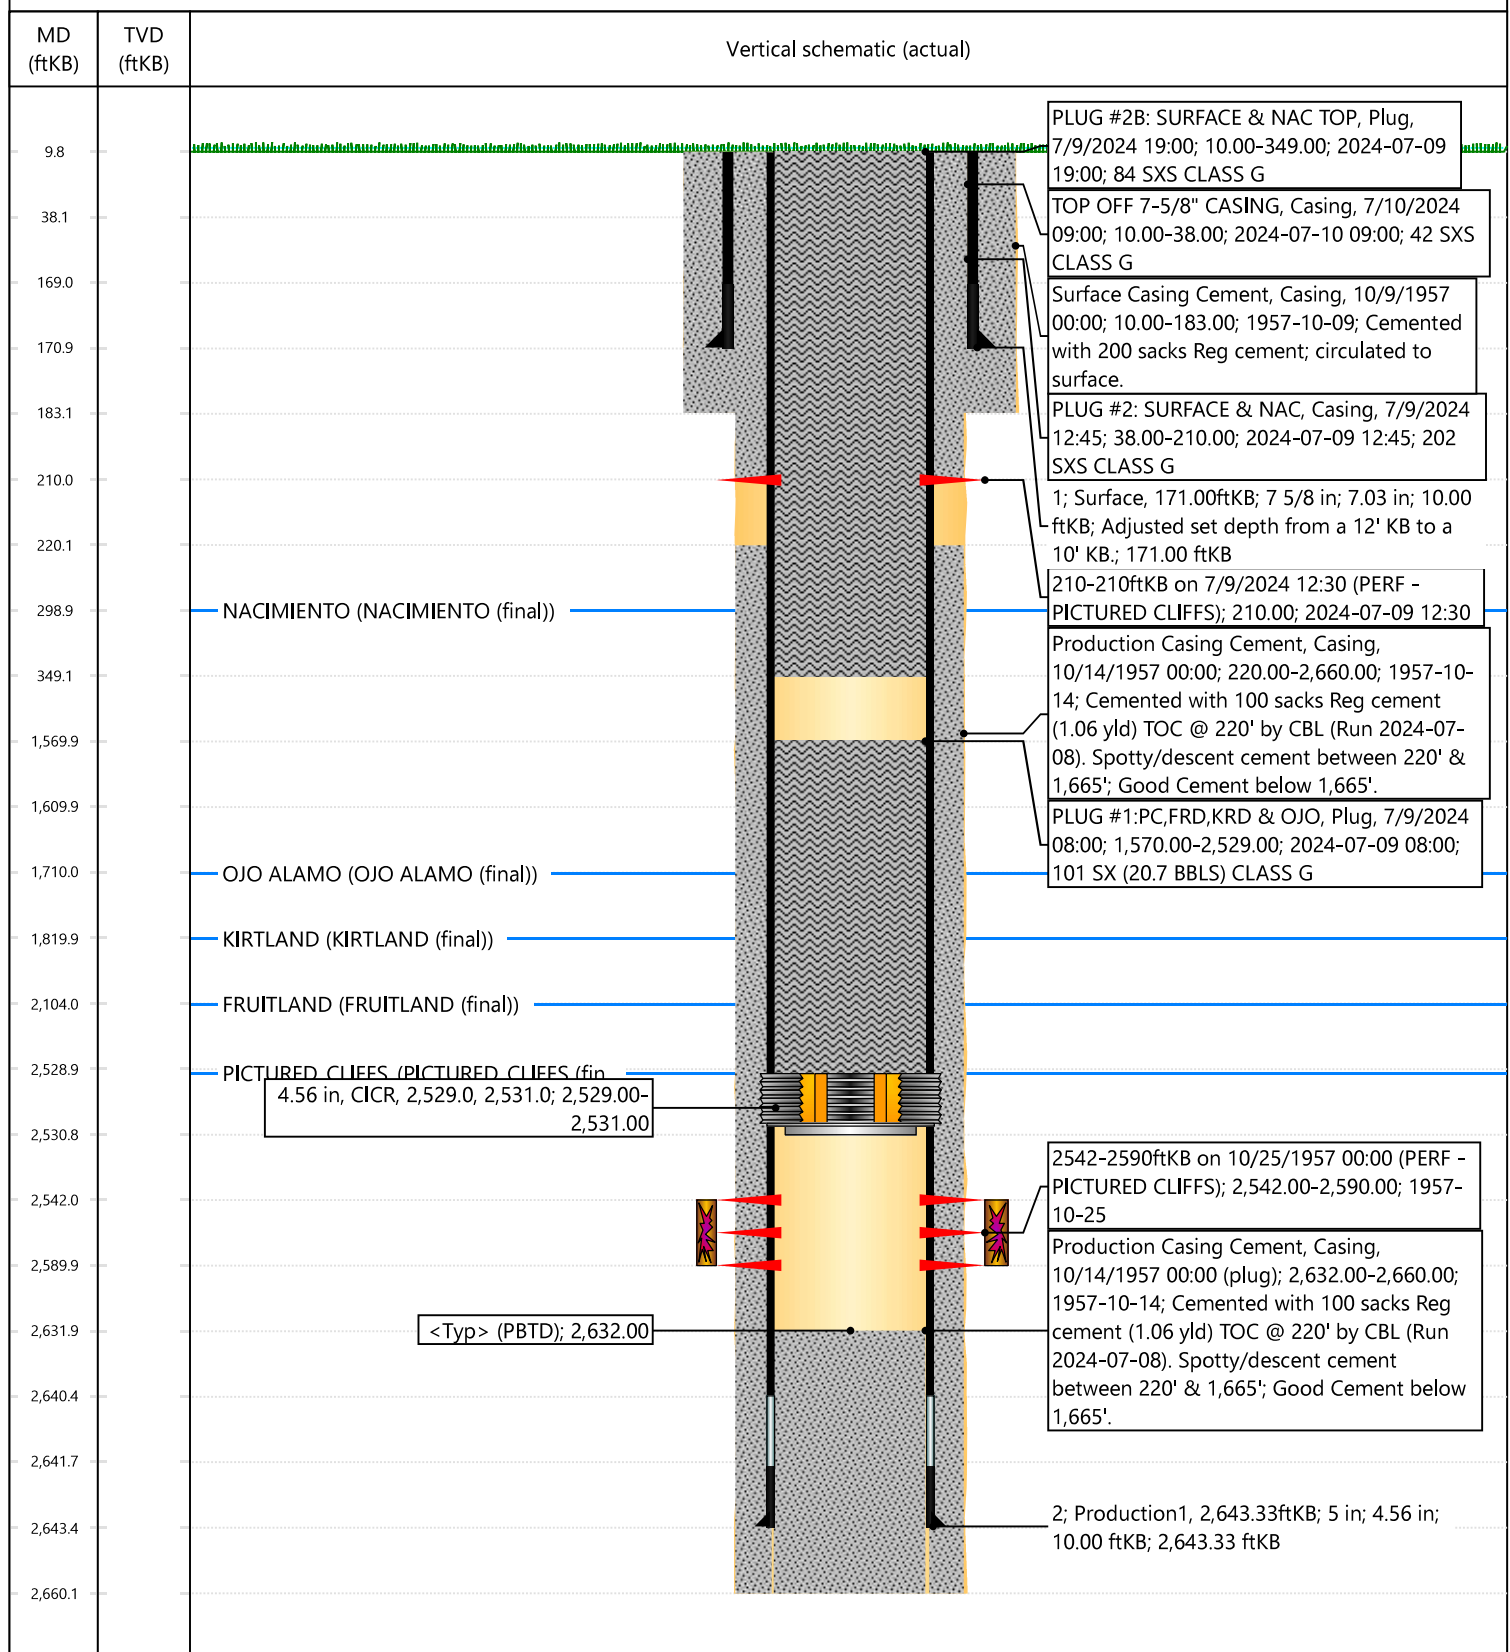 MD
(ftKB)
TVD
(ftKB)
Vertical schematic (actual)
9.8
38.1
169.0
170.9
183.1
210.0
220.1
298.9
349.1
1,569.9
1,609.9
1,710.0
1,819.9
2,104.0
2,528.9
2,530.8
2,542.0
2,589.9
2,631.9
2,640.4
2,641.7
2,643.4
2,660.1
NACIMIENTO (NACIMIENTO (final))
OJO ALAMO (OJO ALAMO (final))
KIRTLAND (KIRTLAND (final))
FRUITLAND (FRUITLAND (final))
PICTURED CLIFFS (PICTURED CLIFFS (fin
4.56 in, CICR, 2,529.0, 2,531.0; 2,529.00-
2,531.00
<Typ> (PBTD); 2,632.00
PLUG #2B: SURFACE & NAC TOP, Plug,
7/9/2024 19:00; 10.00-349.00; 2024-07-09
19:00; 84 SXS CLASS G
TOP OFF 7-5/8" CASING, Casing, 7/10/2024
09:00; 10.00-38.00; 2024-07-10 09:00; 42 SXS
CLASS G
Surface Casing Cement, Casing, 10/9/1957
00:00; 10.00-183.00; 1957-10-09; Cemented
with 200 sacks Reg cement; circulated to
surface.
PLUG #2: SURFACE & NAC, Casing, 7/9/2024
12:45; 38.00-210.00; 2024-07-09 12:45; 202
SXS CLASS G
1; Surface, 171.00ftKB; 7 5/8 in; 7.03 in; 10.00
ftKB; Adjusted set depth from a 12' KB to a
10' KB.; 171.00 ftKB
210-210ftKB on 7/9/2024 12:30 (PERF -
PICTURED CLIFFS); 210.00; 2024-07-09 12:30
Production Casing Cement, Casing,
10/14/1957 00:00; 220.00-2,660.00; 1957-10-
14; Cemented with 100 sacks Reg cement
(1.06 yld) TOC @ 220' by CBL (Run 2024-07-
08). Spotty/descent cement between 220' &
1,665'; Good Cement below 1,665'.
PLUG #1:PC,FRD,KRD & OJO, Plug, 7/9/2024
08:00; 1,570.00-2,529.00; 2024-07-09 08:00;
101 SX (20.7 BBLS) CLASS G
2542-2590ftKB on 10/25/1957 00:00 (PERF -
PICTURED CLIFFS); 2,542.00-2,590.00; 1957-
10-25
Production Casing Cement, Casing,
10/14/1957 00:00 (plug); 2,632.00-2,660.00;
1957-10-14; Cemented with 100 sacks Reg
cement (1.06 yld) TOC @ 220' by CBL (Run
2024-07-08). Spotty/descent cement
between 220' & 1,665'; Good Cement below
1,665'.
2; Production1, 2,643.33ftKB; 5 in; 4.56 in;
10.00 ftKB; 2,643.33 ftKB